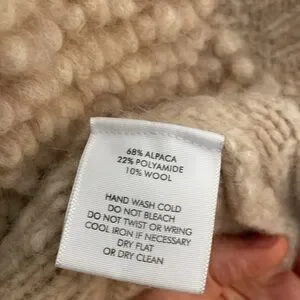 68% ALPACA
22% POLYAMIDE
10% WOOL
HAND WASH COLD
DO NOT BLEACH
DO NOT TWIST OR WRING
COOL IRON IF NECESSARY
DRY FLAT
OR DRY CLEAN